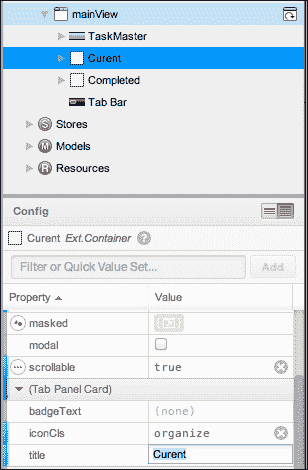 mainView
TaskMaster
Curent
Completed
Tab Bar
S Stores
M Models
R Resources
Config
Curent Ext.Container ?
Filter or Quick Value Set... Add
Property Value
masked
modal
scrollable true
(Tab Panel Card)
badgeText (none)
iconCls organize
title Curent